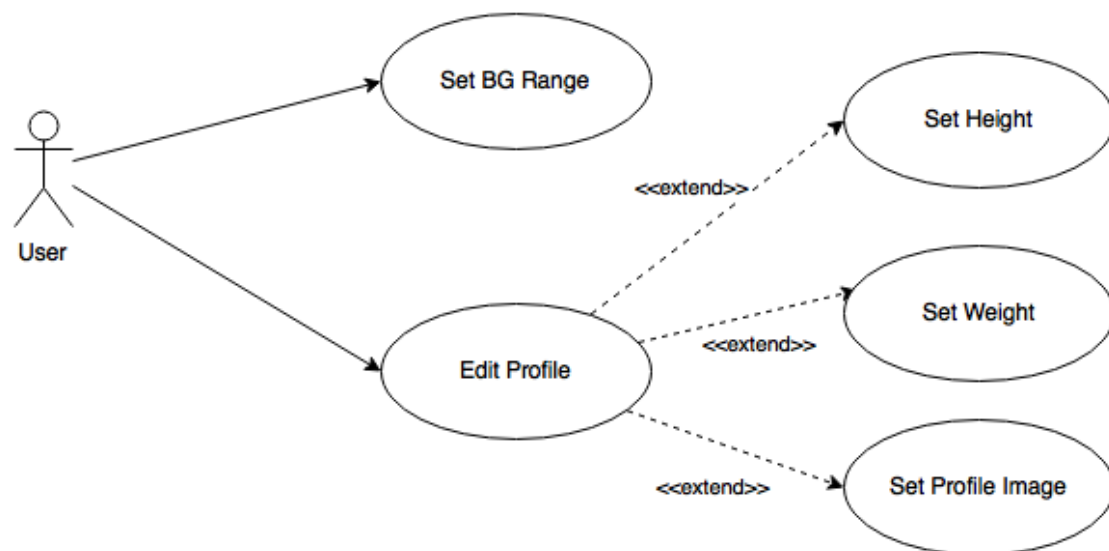 Set BG Range
Set Height
<<extend>>
User
Set Weight
<<extend>>
Edit Profile
<<extend>>
Set Profile Image